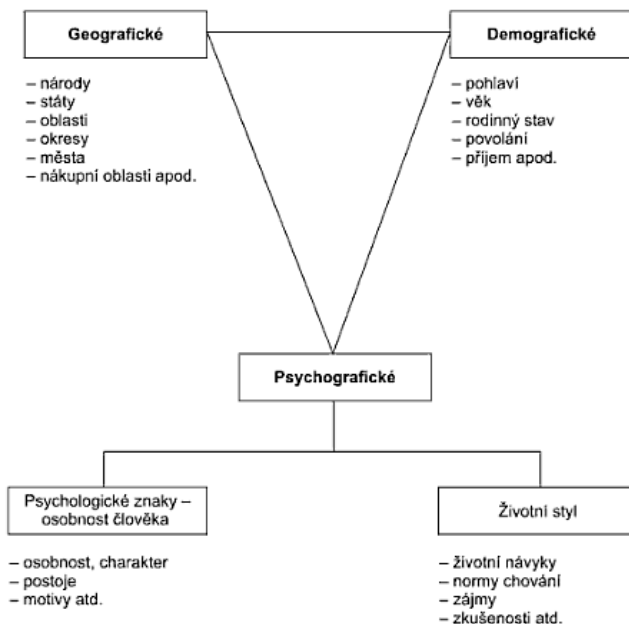 Geografické
– národy
– státy
– oblasti
– okresy
– města
– nákupní oblasti apod.
Demografické
– pohlaví
– věk
– rodinný stav
– povolání
– příjem apod.
Psychografické
Psychologické znaky –
osobnost člověka
– osobnost, charakter
– postoje
– motivy atd.
Životní styl
– životní návyky
– normy chování
– zájmy
– zkušenosti atd.